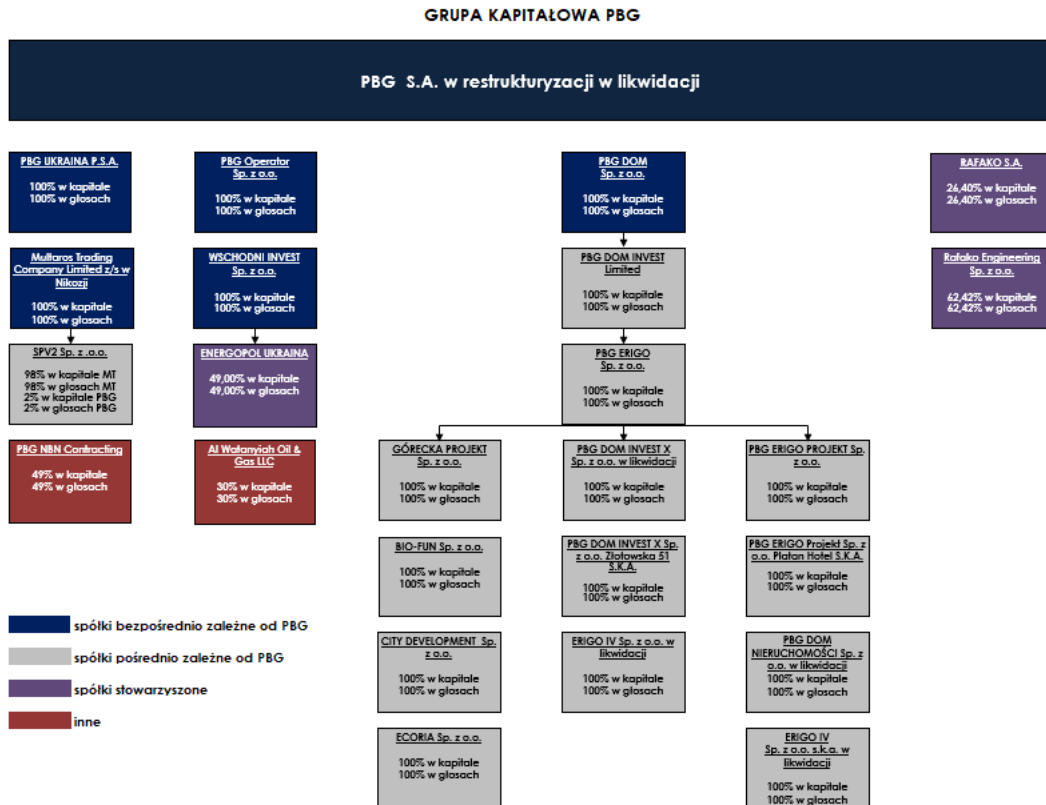 GRUPA KAPITAŁOWA PBG
PBG S.A. w restrukturyzacji w likwidacji
PBG UKRAINA P.S.A.
100% w kapitale
100% w głosach
PBG Operator
Sp. z o.o.
100% w kapitale
100% w głosach
PBG DOM
Sp. z o.o.
100% w kapitale
100% w głosach
RAFAKO S.A.
26,40% w kapitale
26,40% w głosach
Multaros Trading
Company Limited z/s w
Nikozji
100% w kapitale
100% w głosach
WSCHODNI INVEST
Sp. z o.o.
100% w kapitale
100% w głosach
PBG DOM INVEST
Limited
100% w kapitale
100% w głosach
Rafako Engineering
Sp. z o.o.
62,42% w kapitale
62,42% w głosach
SPV2 Sp. z .o.o.
98% w kapitale MT
98% w głosach MT
2% w kapitale PBG
2% w głosach PBG
ENERGOPOL UKRAINA
49,00% w kapitale
49,00% w głosach
PBG ERIGO
Sp. z o.o.
100% w kapitale
100% w głosach
PBG NBN Contracting
49% w kapitale
49% w głosach
Al Watanyiah Oil &
Gas LLC
30% w kapitale
30% w głosach
GÓRECKA PROJEKT
Sp. z o.o.
100% w kapitale
100% w głosach
PBG DOM INVEST X
Sp. z o.o. w likwidacji
100% w kapitale
100% w głosach
PBG ERIGO PROJEKT Sp.
z o.o.
100% w kapitale
100% w głosach
BIO-FUN Sp. z o.o.
100% w kapitale
100% w głosach
PBG DOM INVEST X Sp.
z o.o. Złotowska 51
S.K.A.
100% w kapitale
100% w głosach
PBG ERIGO Projekt Sp. z
o.o. Platan Hotel S.K.A.
100% w kapitale
100% w głosach
CITY DEVELOPMENT Sp.
z o.o.
100% w kapitale
100% w głosach
ERIGO IV Sp. z o.o. w
likwidacji
100% w kapitale
100% w głosach
PBG DOM
NIERUCHOMOŚCI Sp. z
o.o. w likwidacji
100% w kapitale
100% w głosach
ECORIA Sp. z o.o.
100% w kapitale
100% w głosach
ERIGO IV
Sp. z o.o. s.k.a. w
likwidacji
100% w kapitale
100% w głosach
spółki bezpośrednio zależne od PBG
spółki pośrednio zależne od PBG
spółki stowarzyszone
inne